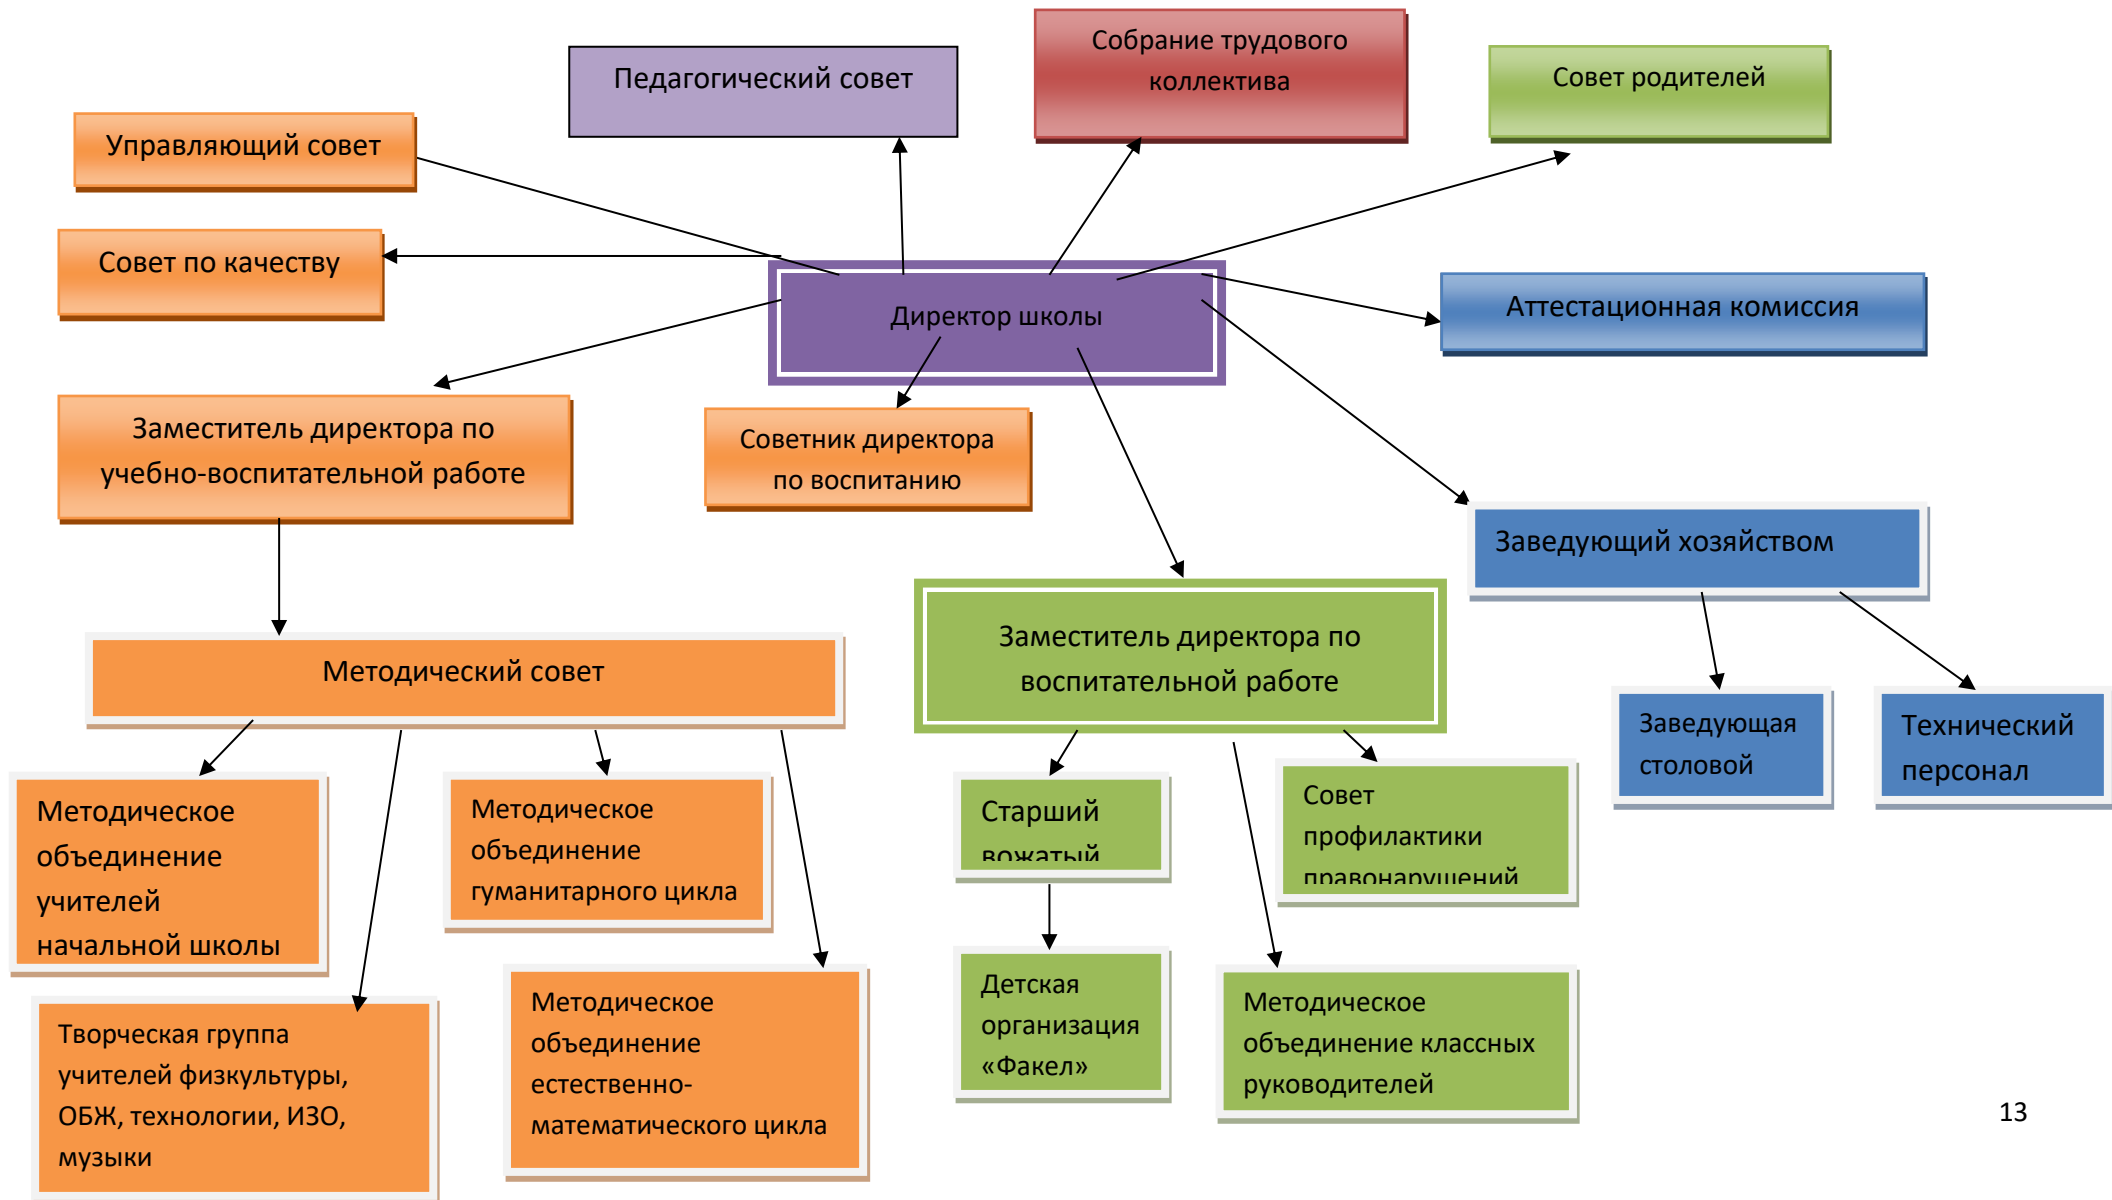 Собрание трудового
коллектива
Педагогический совет
Совет родителей
Управляющий совет
Совет по качеству
Директор школы
Аттестационная комиссия
Заместитель директора по
учебно-воспитательной работе
Советник директора
по воспитанию
Заведующий хозяйством
Методический совет
Заместитель директора по
воспитательной работе
Заведующая
столовой
Технический
персонал
Методическое
объединение
учителей
начальной школы
Методическое
объединение
гуманитарного цикла
Старший
вожатый
Совет
профилактики
правонарушений
Творческая группа
учителей физкультуры,
ОБЖ, технологии, ИЗО,
музыки
Методическое
объединение
естественно-
математического цикла
Детская
организация
«Факел»
Методическое
объединение классных
руководителей
13